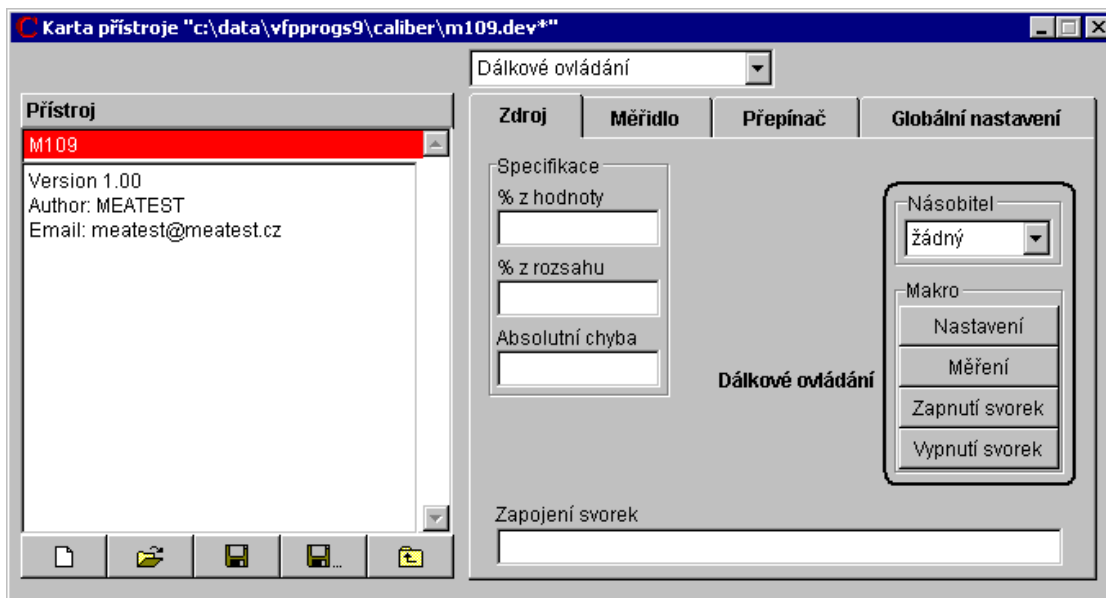 Karta přístroje "c:\data\vfpprogs9\caliber\m109.dev*"
Dálkové ovládání
Přístroj
M109
Version 1.00
Author: MEATEST
Email: meatest@meatest.cz
Zdroj
Měřidlo
Přepínač
Globální nastavení
Specifikace
% z hodnoty
% z rozsahu
Absolutní chyba
Dálkové ovládání
Násobitel
žádný
Makro
Nastavení
Měření
Zapnutí svorek
Vypnutí svorek
Zapojení svorek